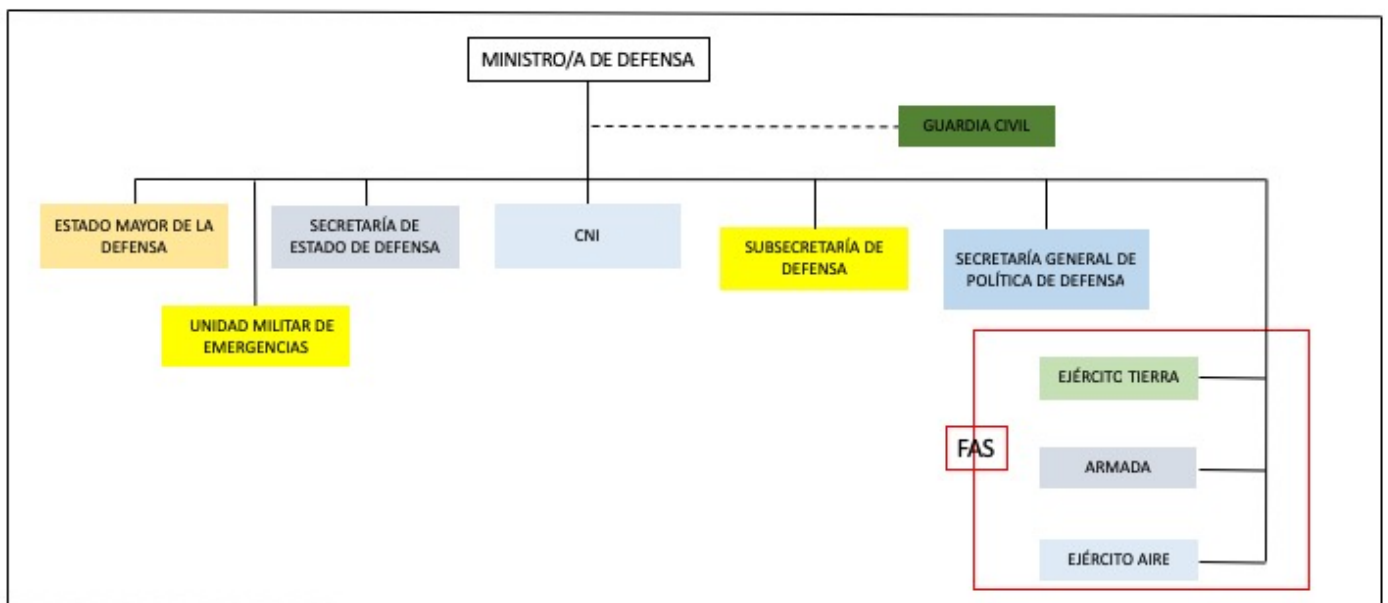 MINISTRO/A DE DEFENSA
GUARDIA CIVIL
ESTADO MAYOR DE LA
DEFENSA
SECRETARÍA DE
ESTADO DE DEFENSA
CNI
SUBSECRETARÍA DE
DEFENSA
SECRETARÍA GENERAL DE
POLÍTICA DE DEFENSA
UNIDAD MILITAR DE
EMERGENCIAS
EJÉRCITO TIERRA
FAS
ARMADA
EJÉRCITO AIRE